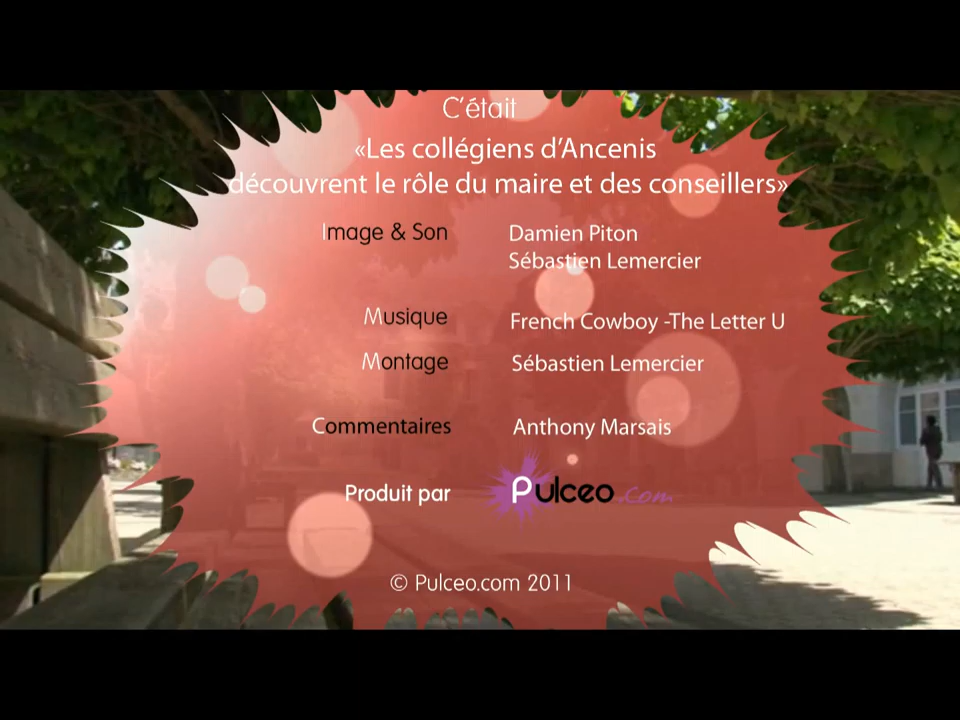 C'était
«Les collégiens d'Ancenis
découvrent le rôle du maire et des conseillers»
Image & Son Damien Piton
Sébastien Lemercier
Musique French Cowboy -The Letter U
Montage Sébastien Lemercier
Commentaires Anthony Marsais
Produit par Pulceo.com
© Pulceo.com 2011